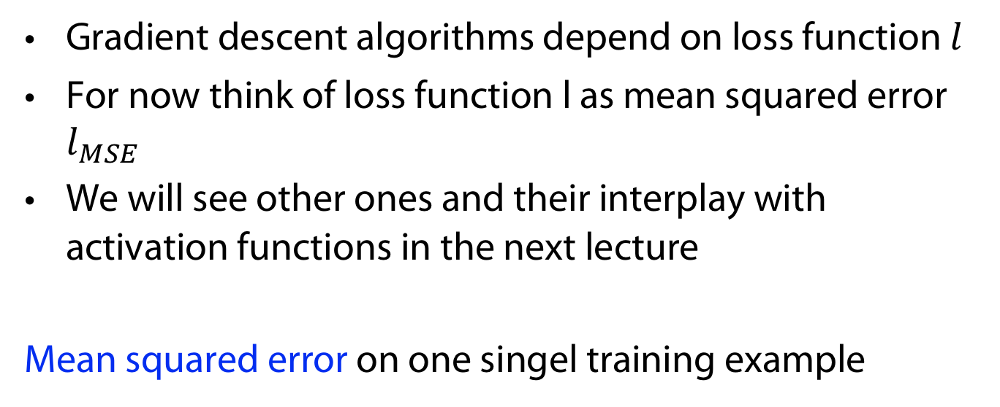 • Gradient descent algorithms depend on loss function l
• For now think of loss function l as mean squared error
l_MSE
• We will see other ones and their interplay with
activation functions in the next lecture
Mean squared error on one singel training example